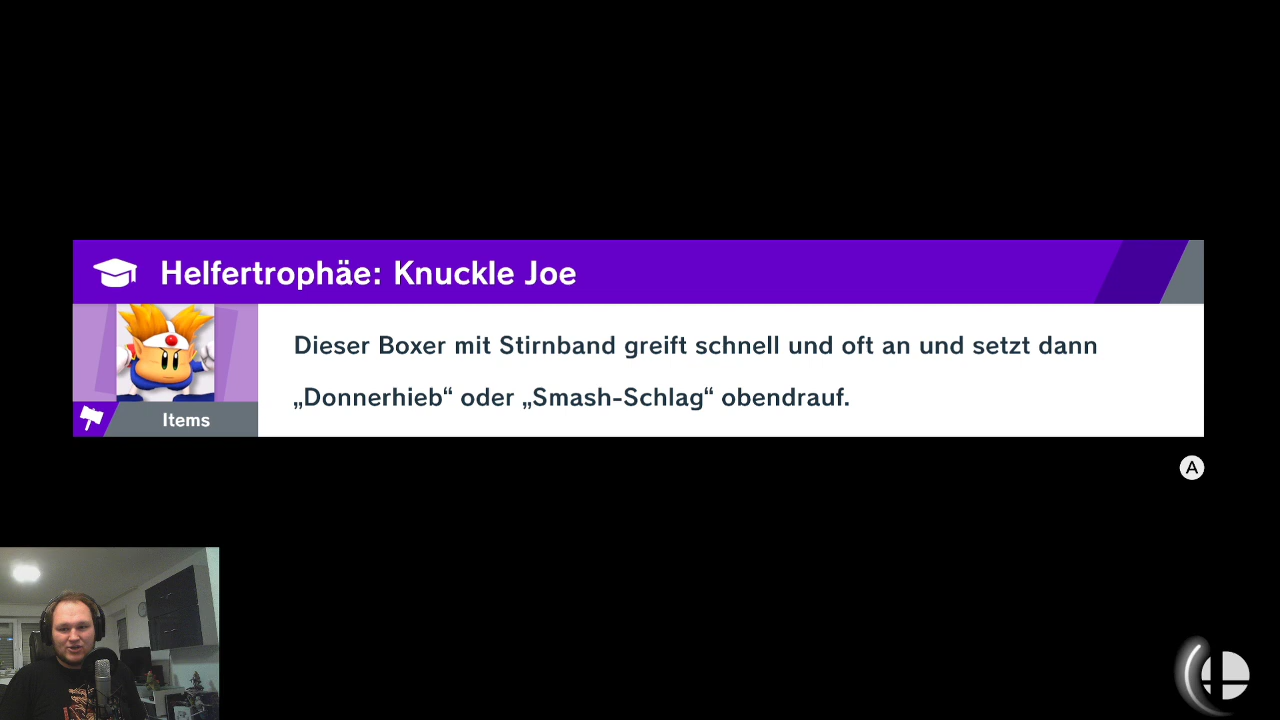 Helfertrophäe: Knuckle Joe
Dieser Boxer mit Stirnband greift schnell und oft an und setzt dann
„Donnerhieb“ oder „Smash-Schlag“ obendrauf.
Items
A